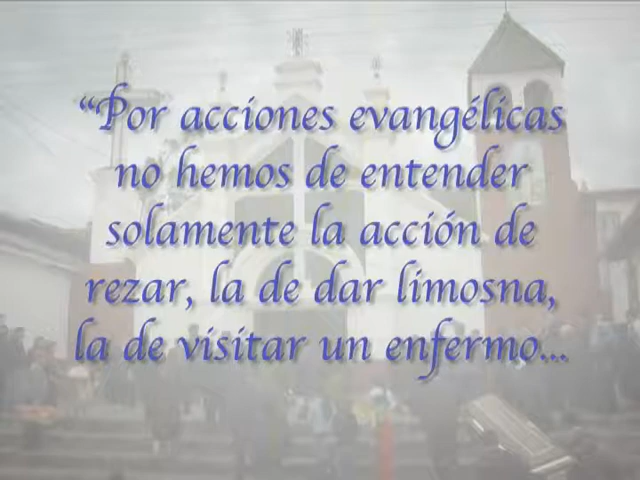 “Por acciones evangélicas
no hemos de entender
solamente la acción de
rezar, la de dar limosna,
la de visitar un enfermo...